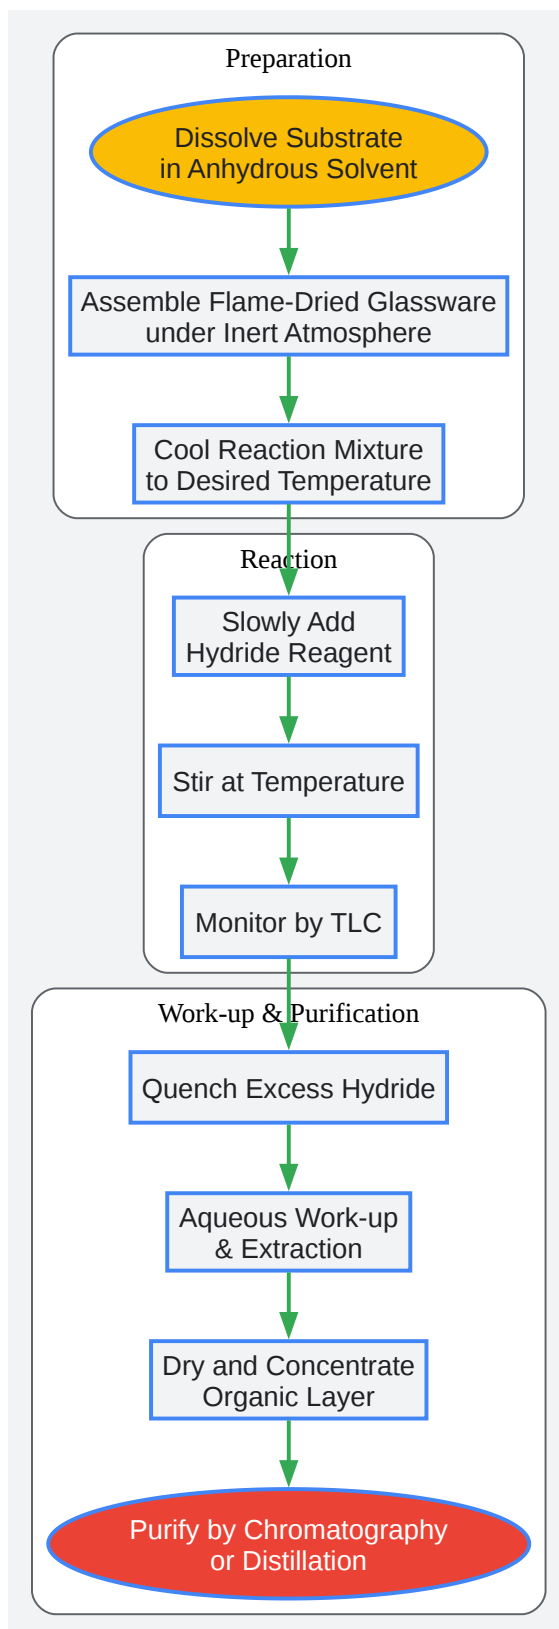 Preparation
Dissolve Substrate
in Anhydrous Solvent
Assemble Flame-Dried Glassware
under Inert Atmosphere
Cool Reaction Mixture
to Desired Temperature
Reaction
Slowly Add
Hydride Reagent
Stir at Temperature
Monitor by TLC
Work-up & Purification
Quench Excess Hydride
Aqueous Work-up
& Extraction
Dry and Concentrate
Organic Layer
Purify by Chromatography
or Distillation